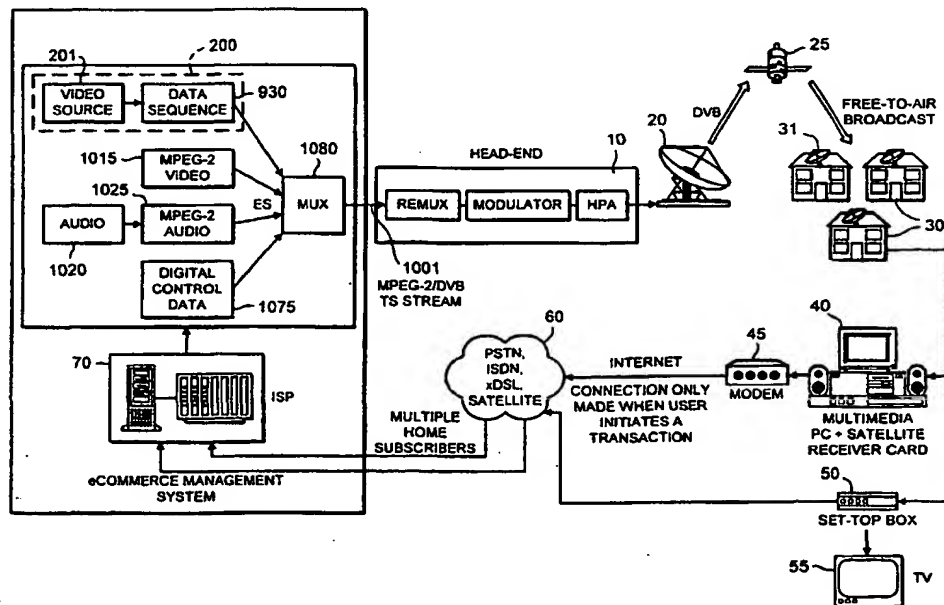 201
200
VIDEO
SOURCE
DATA
SEQUENCE
930
1015
MPEG-2
VIDEO
1080
MUX
ES
1025
AUDIO
1020
MPEG-2
AUDIO
DIGITAL
CONTROL
DATA
1075
HEAD-END
10
REMUX
MODULATOR
HPA
1001
MPEG-2/DVB
TS STREAM
20
DVB
25
FREE-TO-AIR
BROADCAST
31
30
70
ISP
eCOMMERCE MANAGEMENT
SYSTEM
MULTIPLE
HOME
SUBSCRIBERS
60
PSTN,
ISDN,
xDSL,
SATELLITE
INTERNET
CONNECTION ONLY
MADE WHEN USER
INITIATES A
TRANSACTION
45
MODEM
40
MULTIMEDIA
PC + SATELLITE
RECEIVER CARD
50
SET-TOP BOX
55
TV